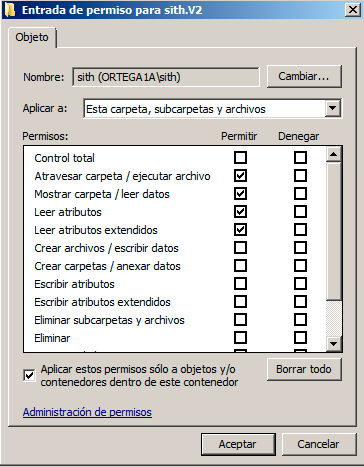 Entrada de permiso para sith.V2
Objeto
Nombre: sith (ORTEGA1A\sith) Cambiar...
Aplicar a: Esta carpeta, subcarpetas y archivos
Permisos: Permitir Denegar
Control total
Atravesar carpeta / ejecutar archivo
Mostrar carpeta / leer datos
Leer atributos
Leer atributos extendidos
Crear archivos / escribir datos
Crear carpetas / anexar datos
Escribir atributos
Escribir atributos extendidos
Eliminar subcarpetas y archivos
Eliminar
Aplicar estos permisos sólo a objetos y/o
contenedores dentro de este contenedor
Borrar todo
Administración de permisos
Aceptar Cancelar